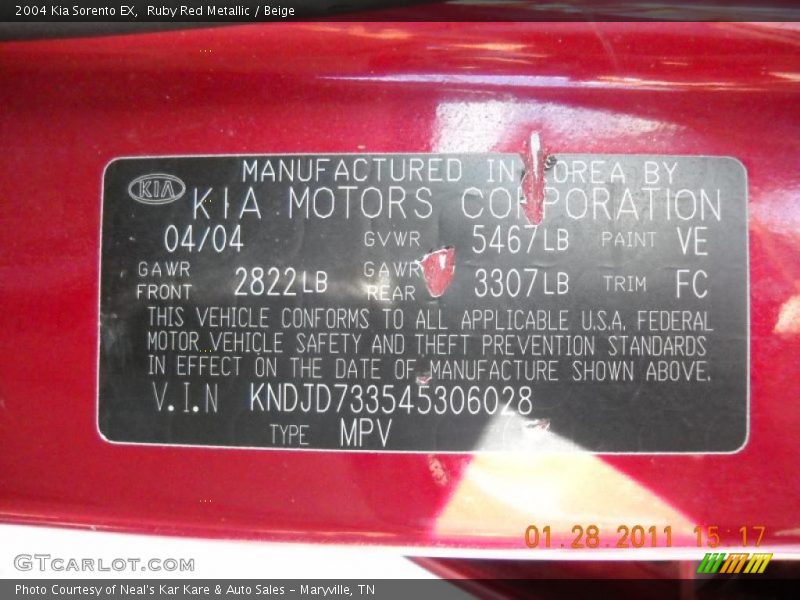 2004 Kia Sorento EX, Ruby Red Metallic / Beige
MANUFACTURED IN KOREA BY
KIA KIA MOTORS CORPORATION
04/04 GVWR 5467LB PAINT VE
GAWR FRONT 2822LB GAWR REAR 3307LB TRIM FC
THIS VEHICLE CONFORMS TO ALL APPLICABLE U.S.A. FEDERAL
MOTOR VEHICLE SAFETY AND THEFT PREVENTION STANDARDS
IN EFFECT ON THE DATE OF MANUFACTURE SHOWN ABOVE.
V.I.N KNDJD733545306028
TYPE MPV
01.28.2011 15:17
GTcarlot.com
Photo Courtesy of Neal's Kar Kare & Auto Sales - Maryville, TN